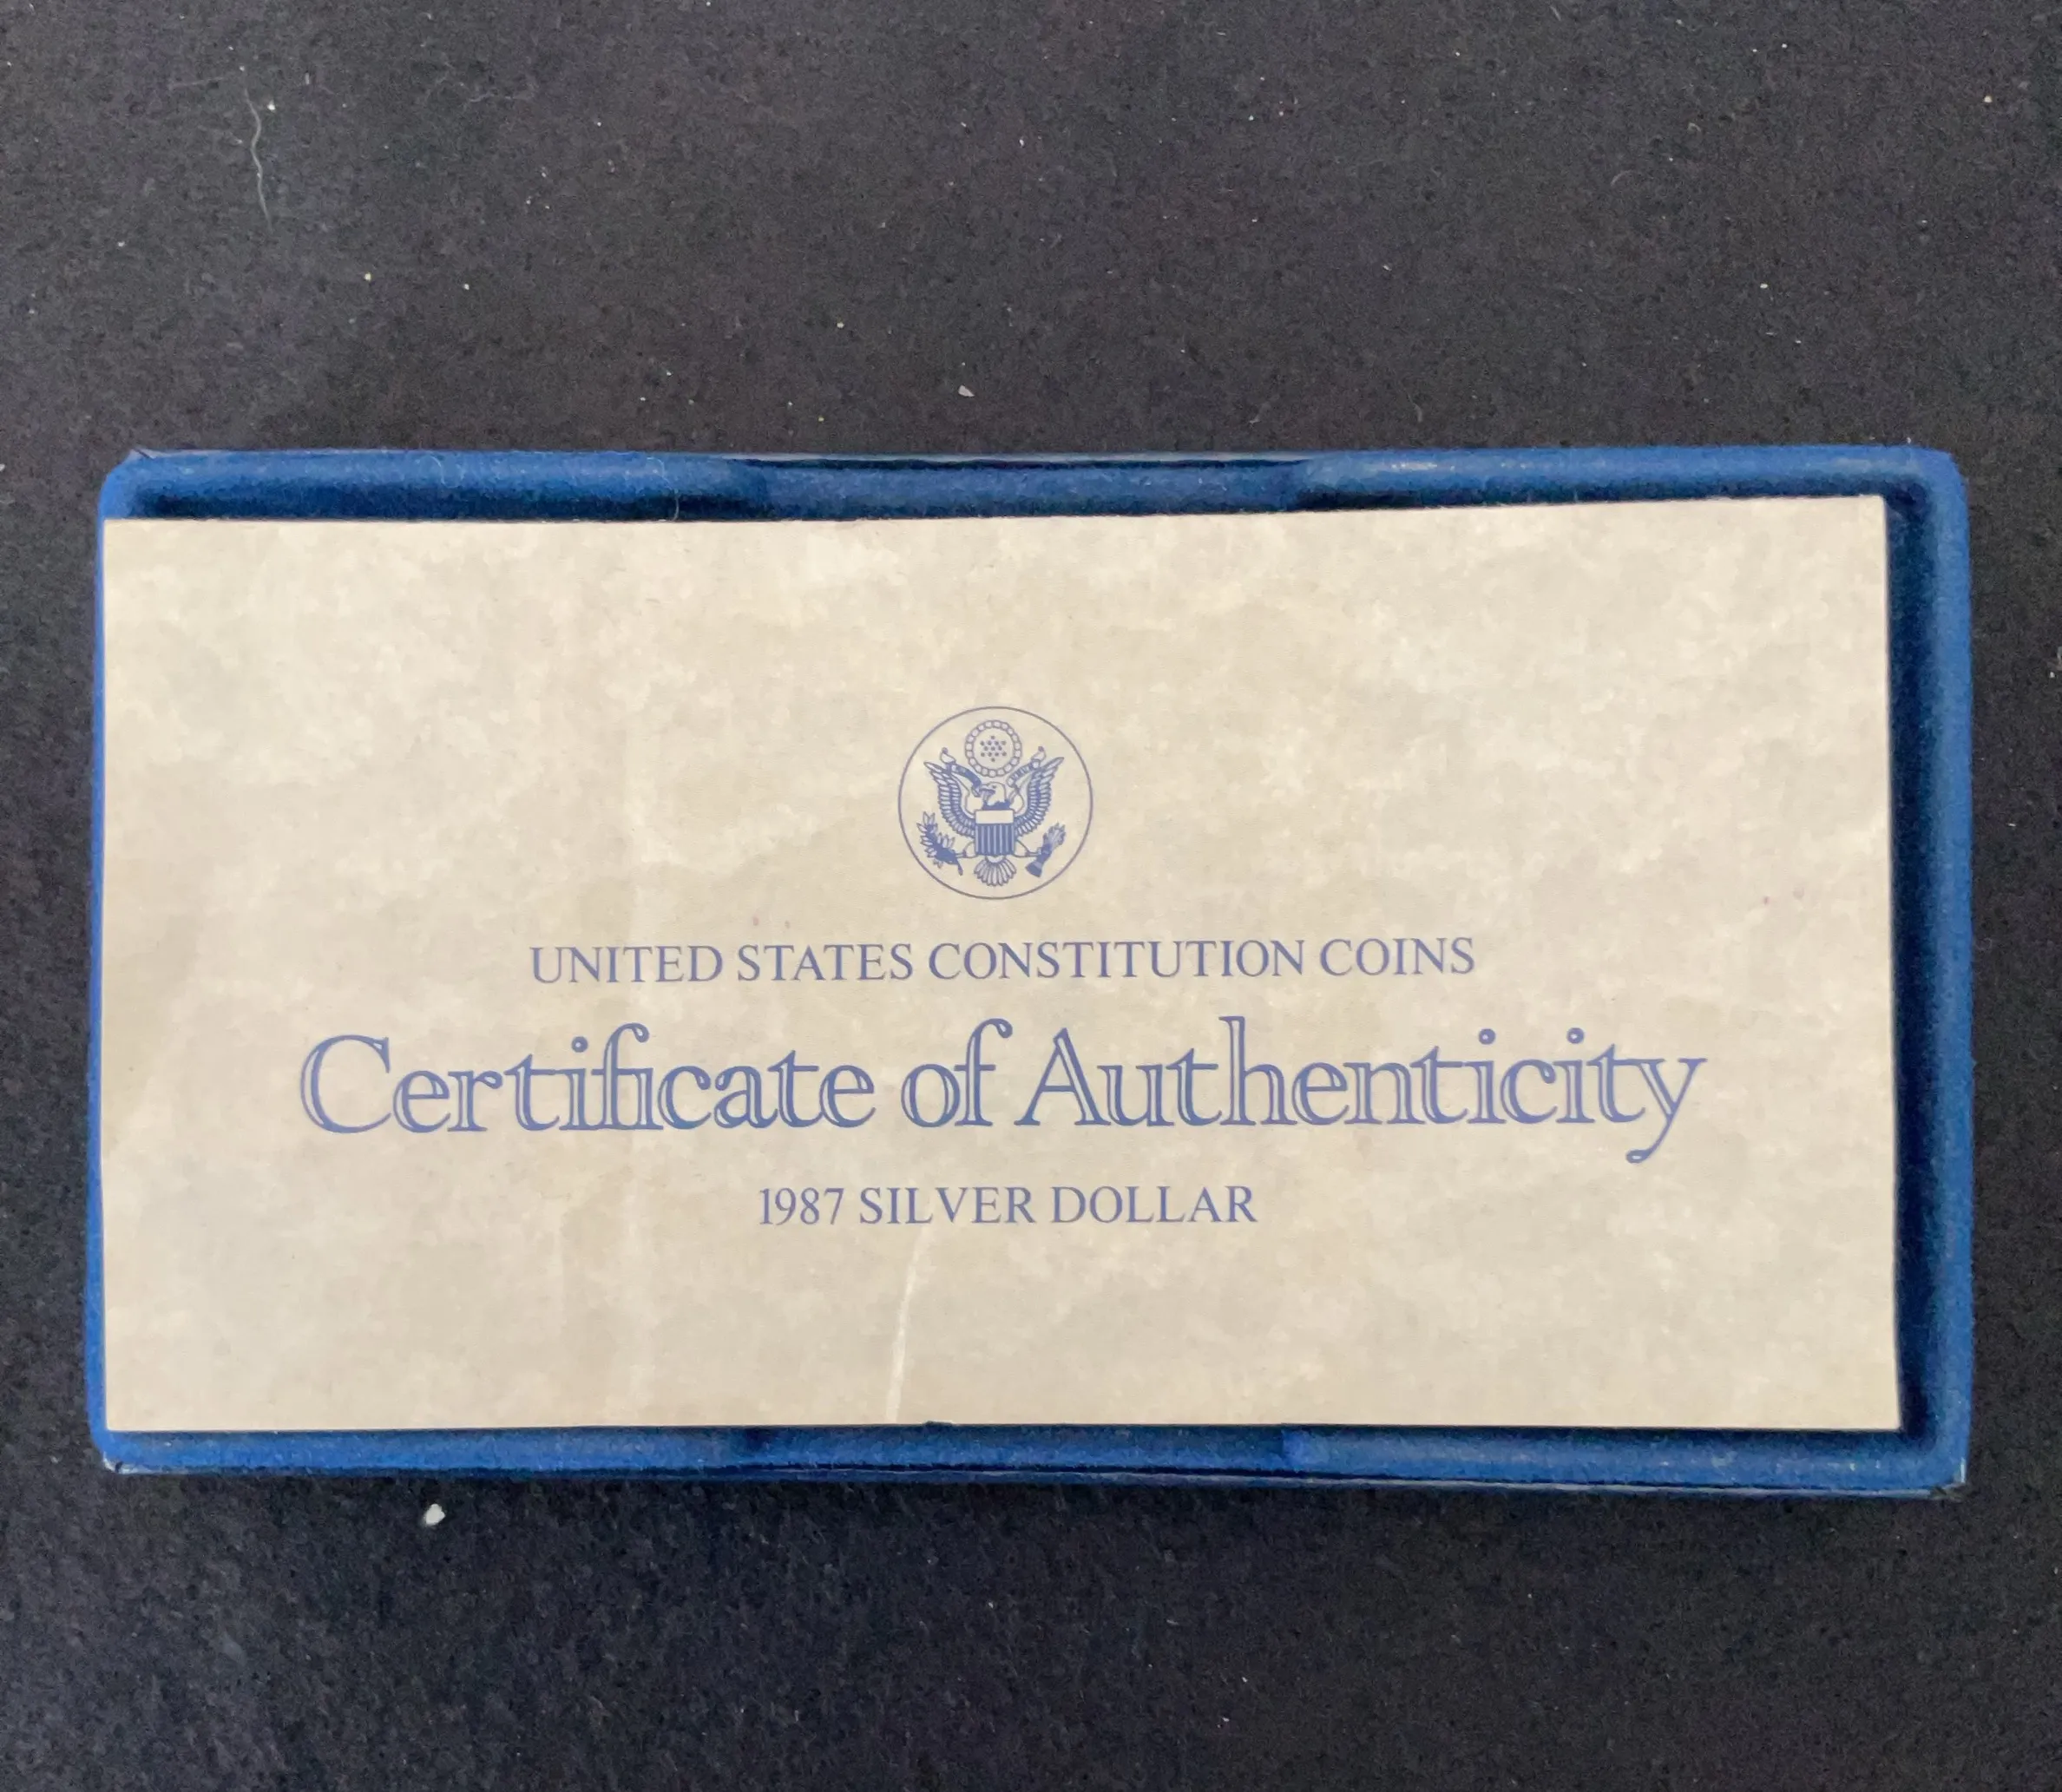 UNITED STATES CONSTITUTION COINS
Certificate of Authenticity
1987 SILVER DOLLAR